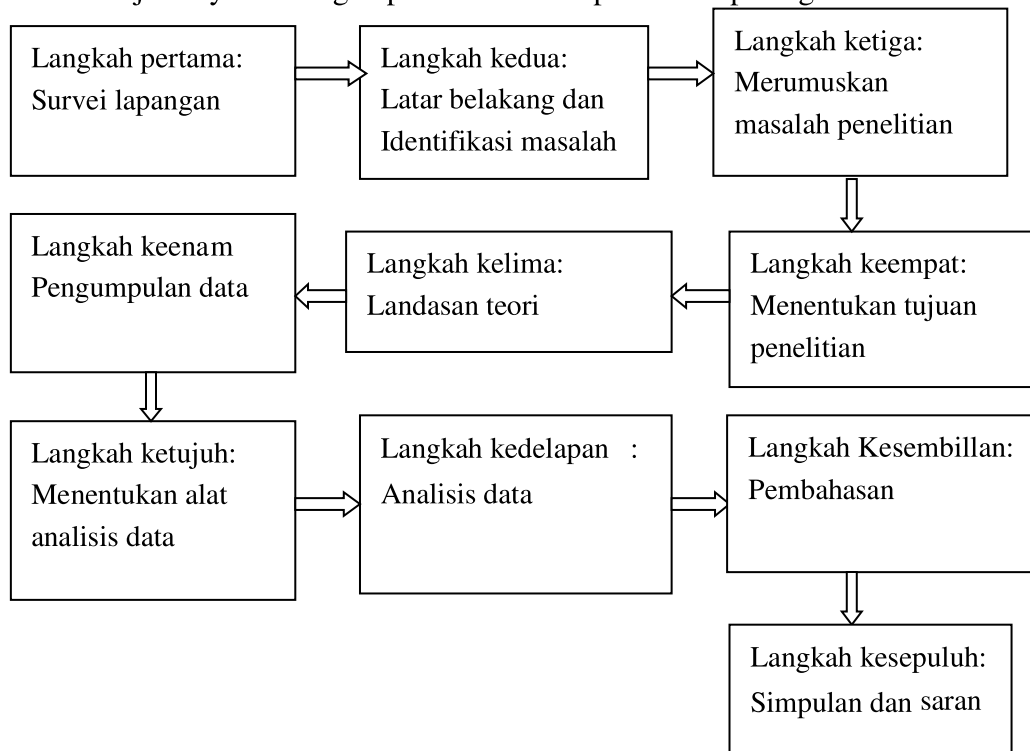 Langkah pertama:
Survei lapangan
Langkah kedua:
Latar belakang dan
Identifikasi masalah
Langkah ketiga:
Merumuskan
masalah penelitian
Langkah keempat:
Menentukan tujuan
penelitian
Langkah kelima:
Landasan teori
Langkah keenam
Pengumpulan data
Langkah ketujuh:
Menentukan alat
analisis data
Langkah kedelapan :
Analisis data
Langkah Kesembillan:
Pembahasan
Langkah kesepuluh:
Simpulan dan saran